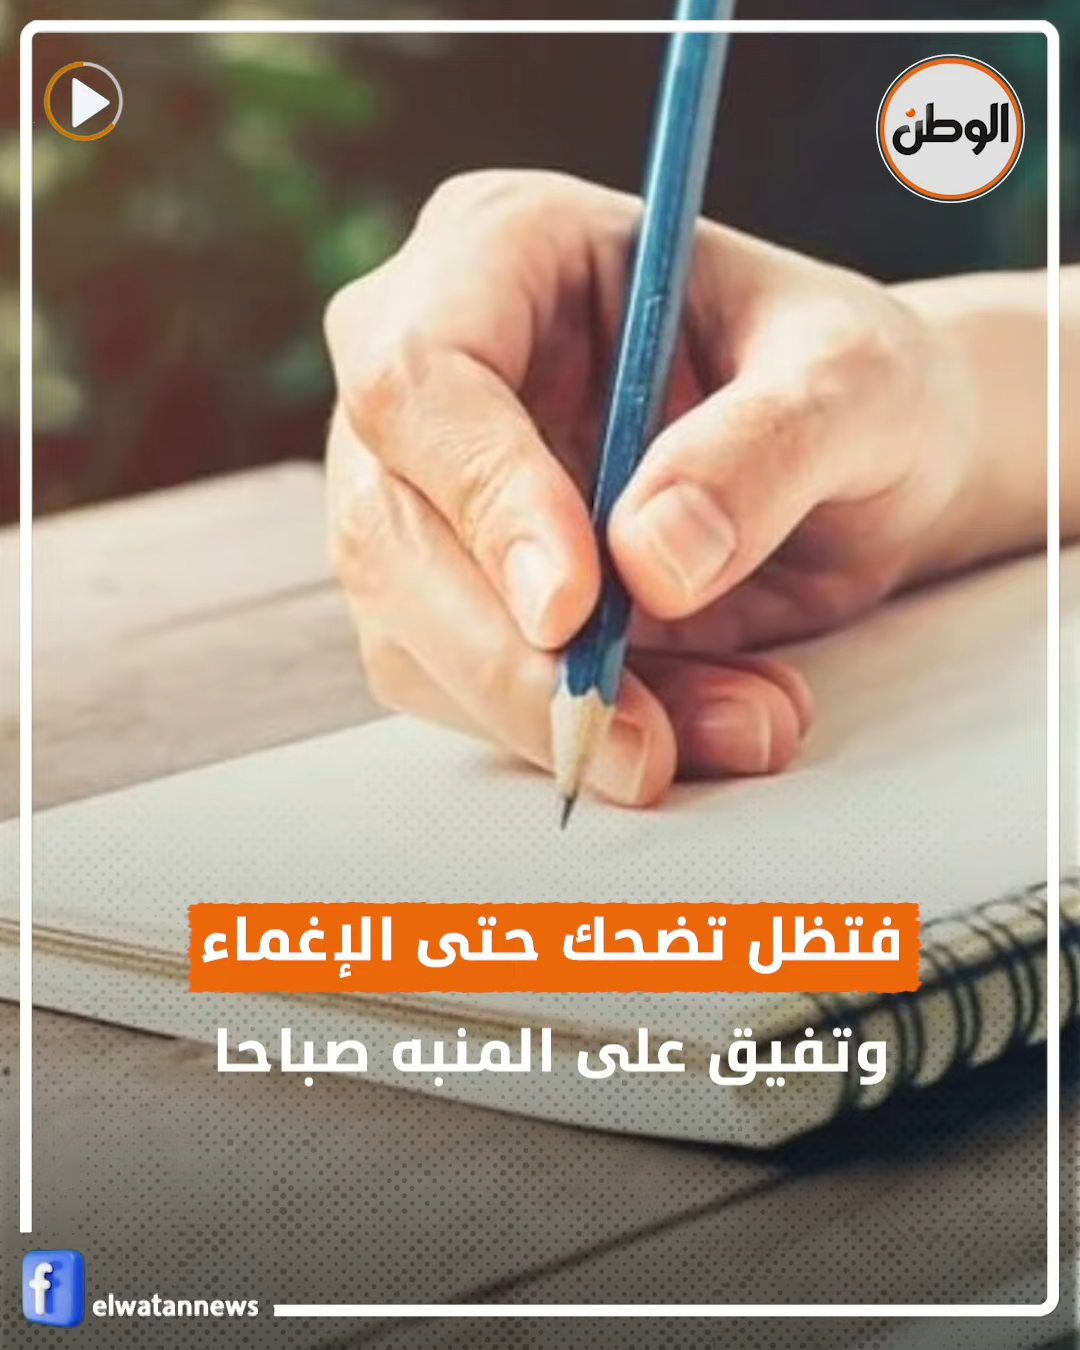 الوطن
فتظل تضحك حتى الإغماء
وتفيق على المنبه صباحا
elwatannews